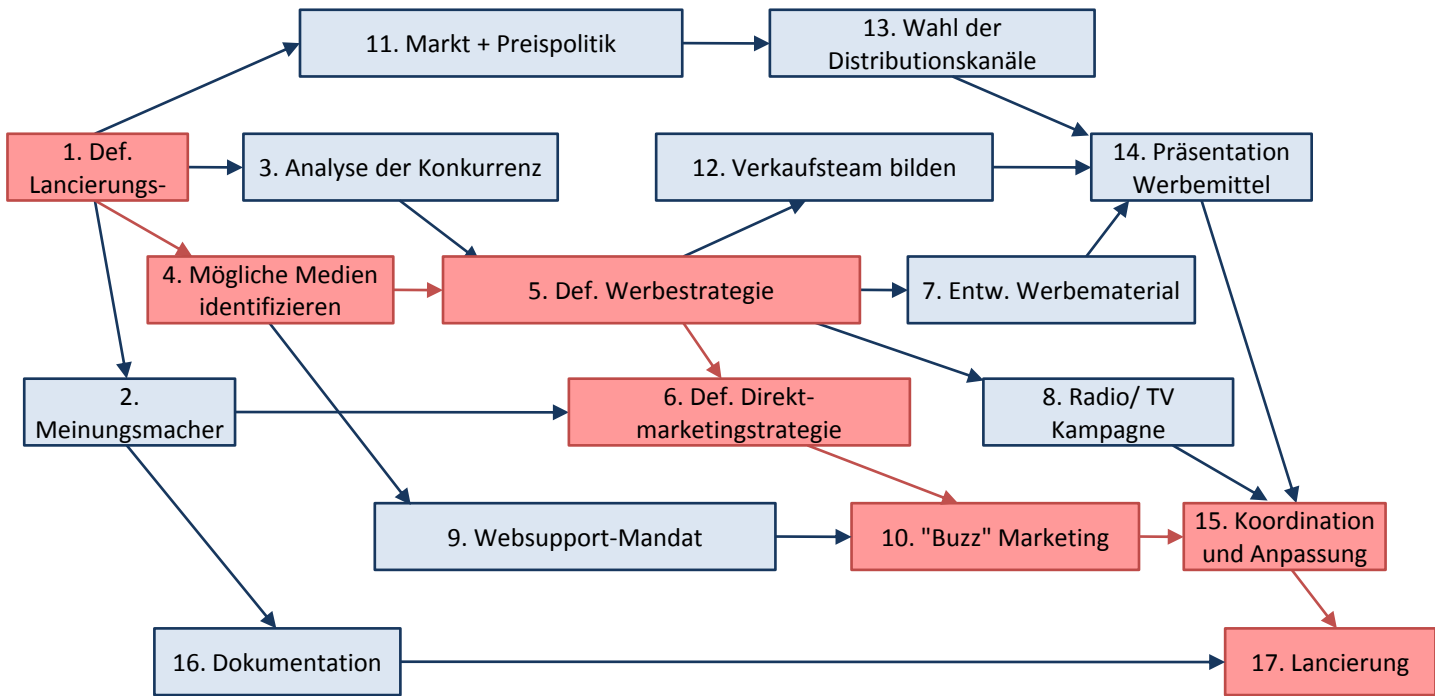 11. Markt + Preispolitik
13. Wahl der
Distributionskanäle
1. Def.
Lancierungs-
3. Analyse der Konkurrenz
12. Verkaufsteam bilden
14. Präsentation
Werbemittel
4. Mögliche Medien
identifizieren
5. Def. Werbestrategie
7. Entw. Werbematerial
2.
Meinungsmacher
6. Def. Direkt-
marketingstrategie
8. Radio/ TV
Kampagne
9. Websupport-Mandat
10. "Buzz" Marketing
15. Koordination
und Anpassung
16. Dokumentation
17. Lancierung